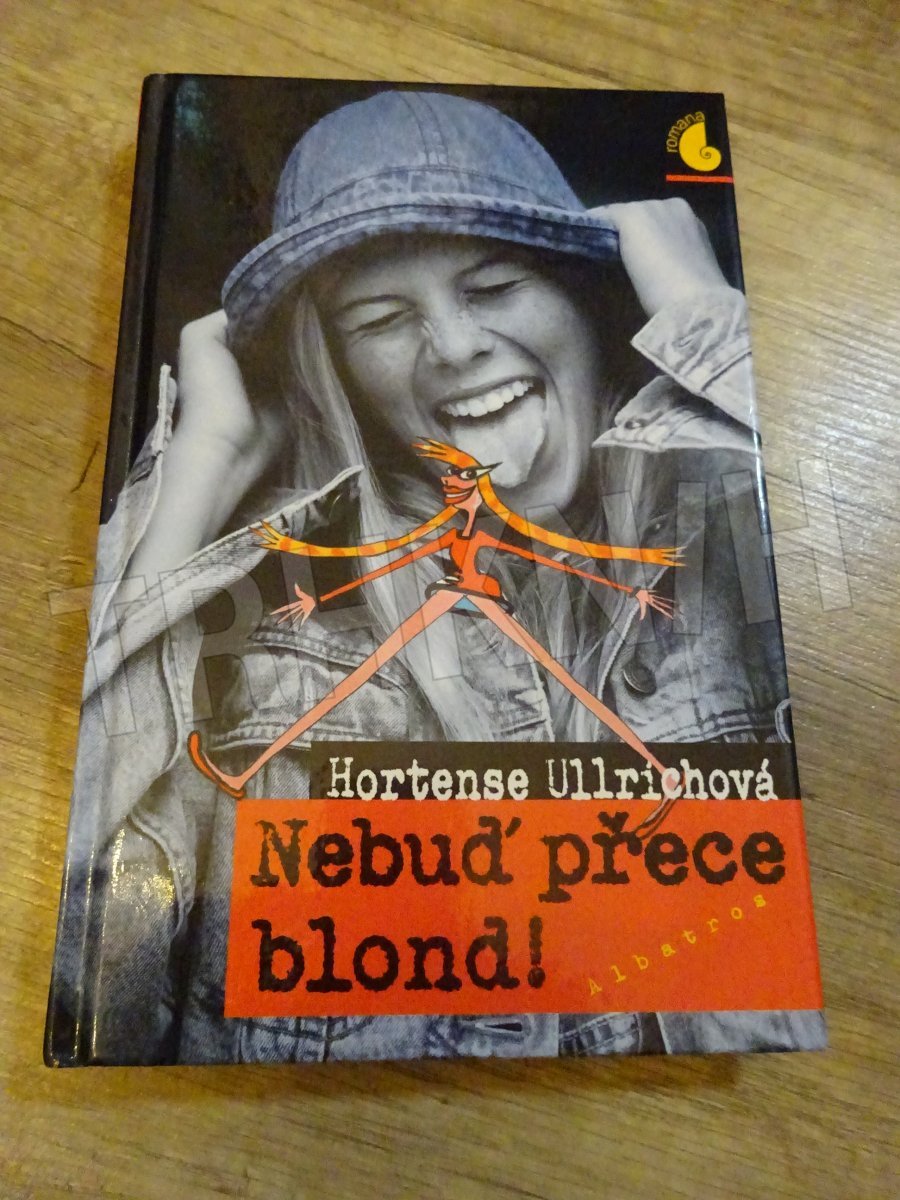 romana
Hortense Ullrichová
Nebuď přece
blond!
Albatros